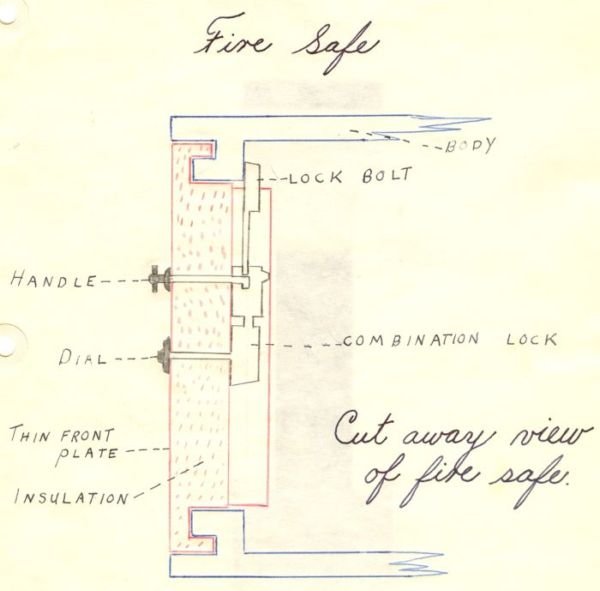 Fire Safe
BODY
LOCK BOLT
HANDLE
COMBINATION LOCK
DIAL
THIN FRONT
PLATE
INSULATION
Cut away view
of fire safe.